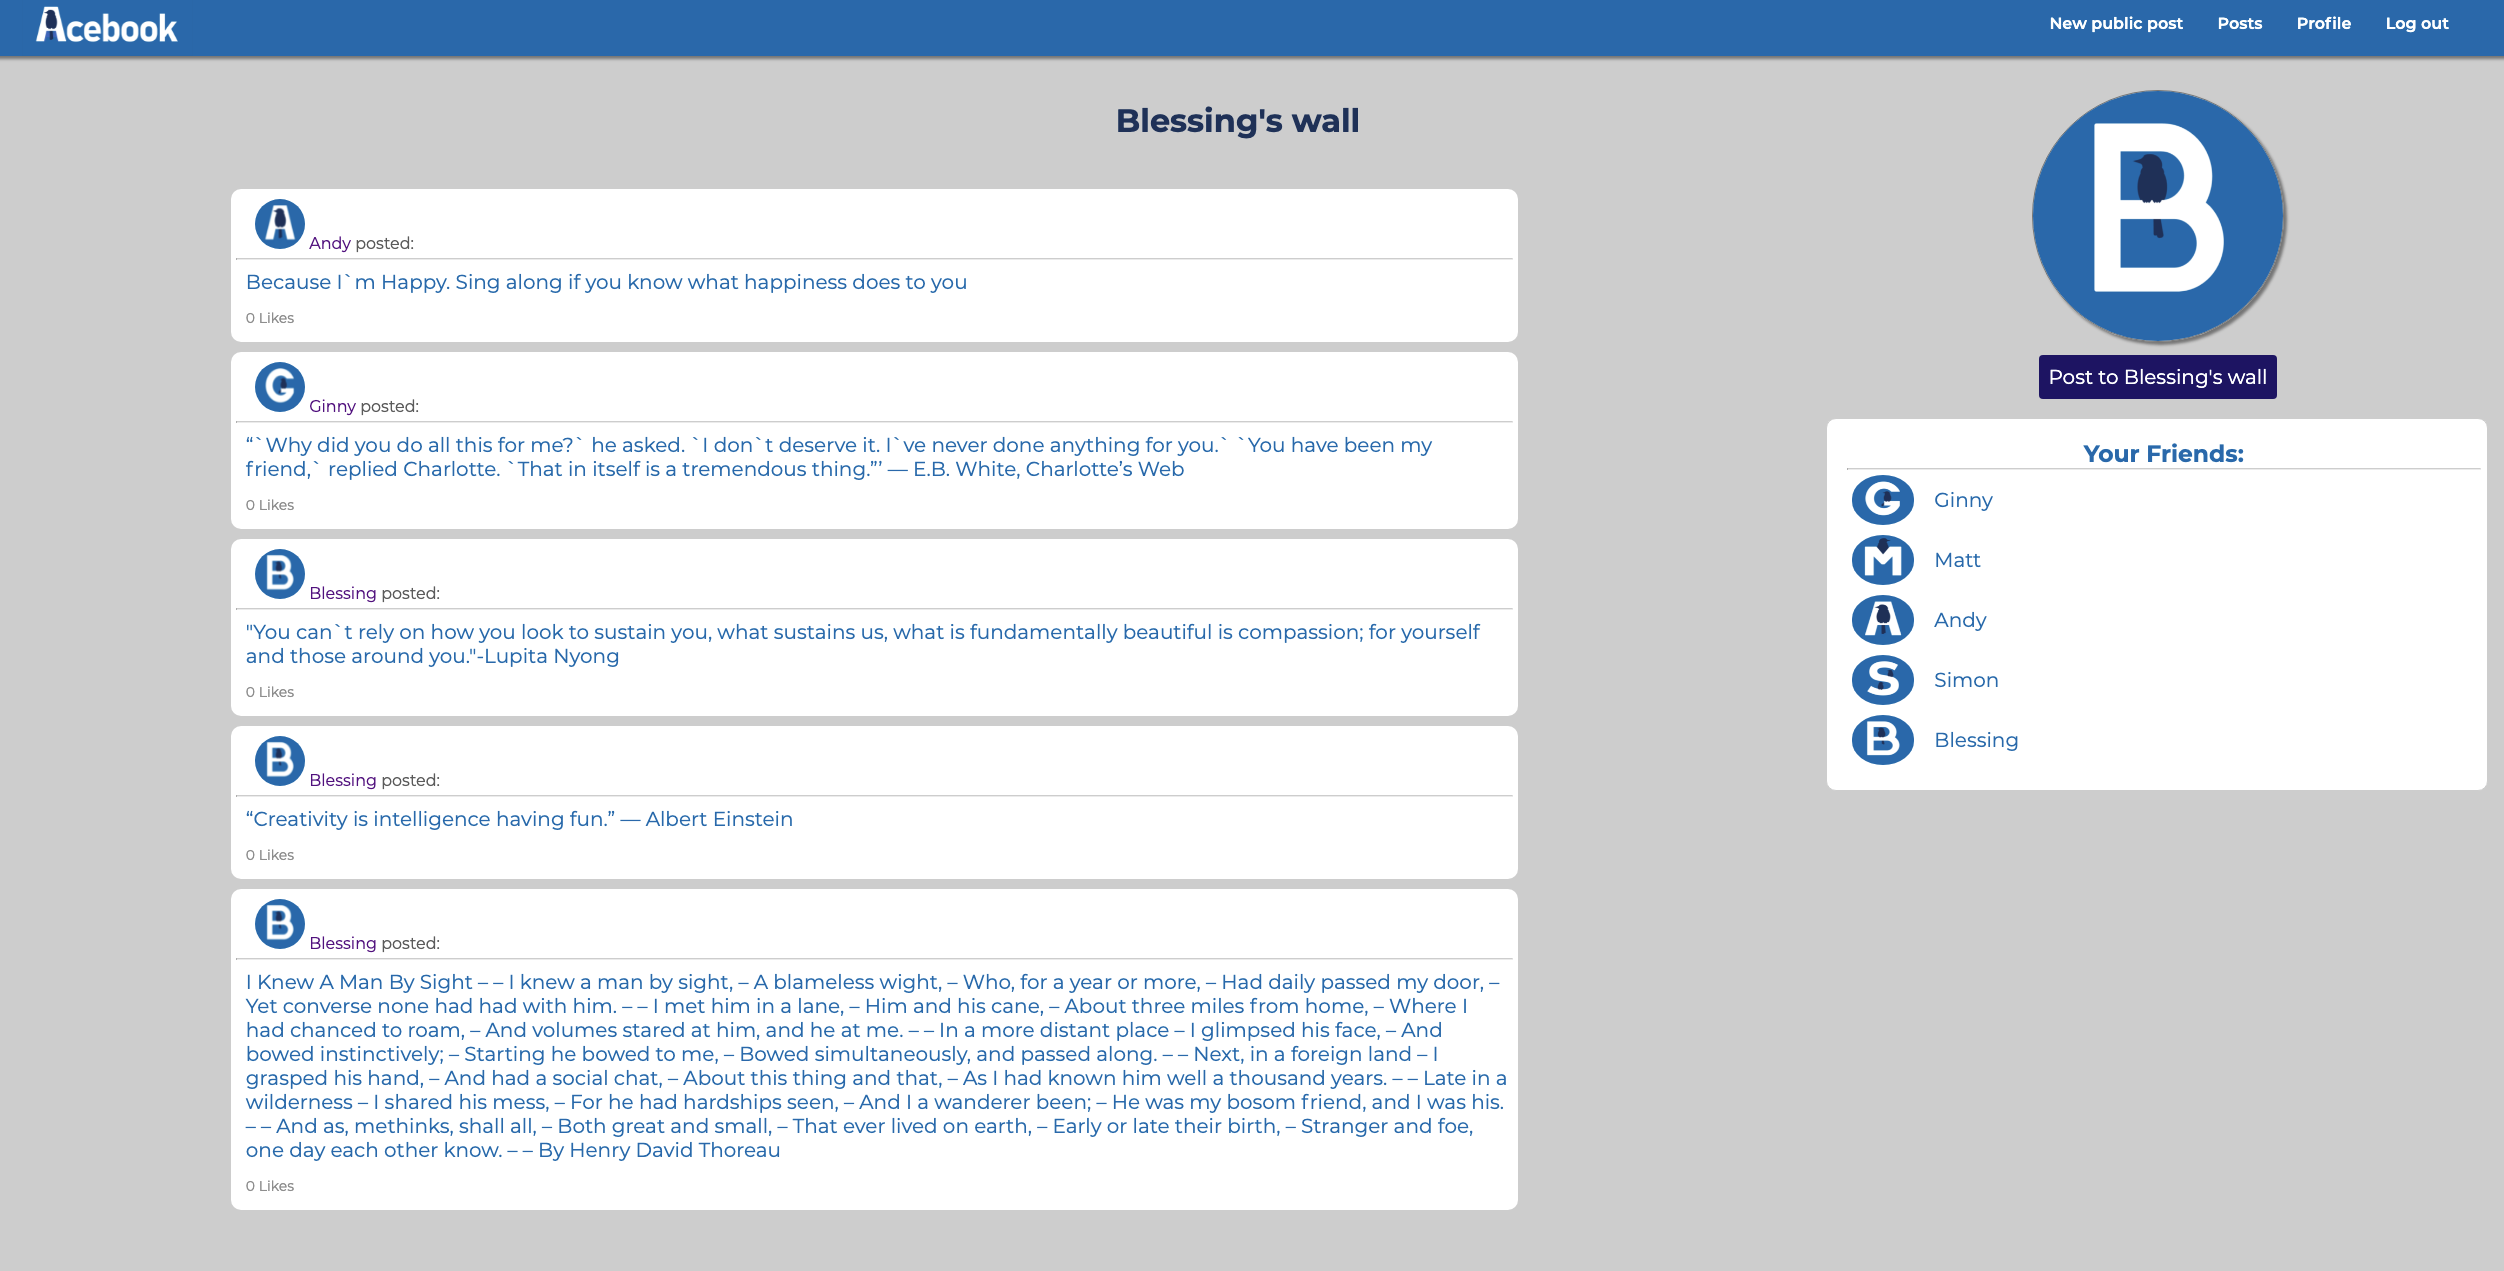 Acebook
New public post
Posts
Profile
Log out
Blessing's wall
Andy posted:
Because I`m Happy. Sing along if you know what happiness does to you
0 Likes
Ginny posted:
“`Why did you do all this for me?` he asked. `I don`t deserve it. I`ve never done anything for you.` `You have been my
friend,` replied Charlotte. `That in itself is a tremendous thing.”’ — E.B. White, Charlotte’s Web
0 Likes
Blessing posted:
"You can`t rely on how you look to sustain you, what sustains us, what is fundamentally beautiful is compassion; for yourself
and those around you."-Lupita Nyong
0 Likes
Blessing posted:
“Creativity is intelligence having fun.” — Albert Einstein
0 Likes
Blessing posted:
I Knew A Man By Sight – – I knew a man by sight, – A blameless wight, – Who, for a year or more, – Had daily passed my door, –
Yet converse none had had with him. – – I met him in a lane, – Him and his cane, – About three miles from home, – Where I
had chanced to roam, – And volumes stared at him, and he at me. – – In a more distant place – I glimpsed his face, – And
bowed instinctively; – Starting he bowed to me, – Bowed simultaneously, and passed along. – – Next, in a foreign land – I
grasped his hand, – And had a social chat, – About this thing and that, – As I had known him well a thousand years. – – Late in a
wilderness – I shared his mess, – For he had hardships seen, – And I a wanderer been; – He was my bosom friend, and I was his.
– – And as, methinks, shall all, – Both great and small, – That ever lived on earth, – Early or late their birth, – Stranger and foe,
one day each other know. – – By Henry David Thoreau
0 Likes
B
Post to Blessing's wall
Your Friends:
Ginny
Matt
Andy
Simon
Blessing